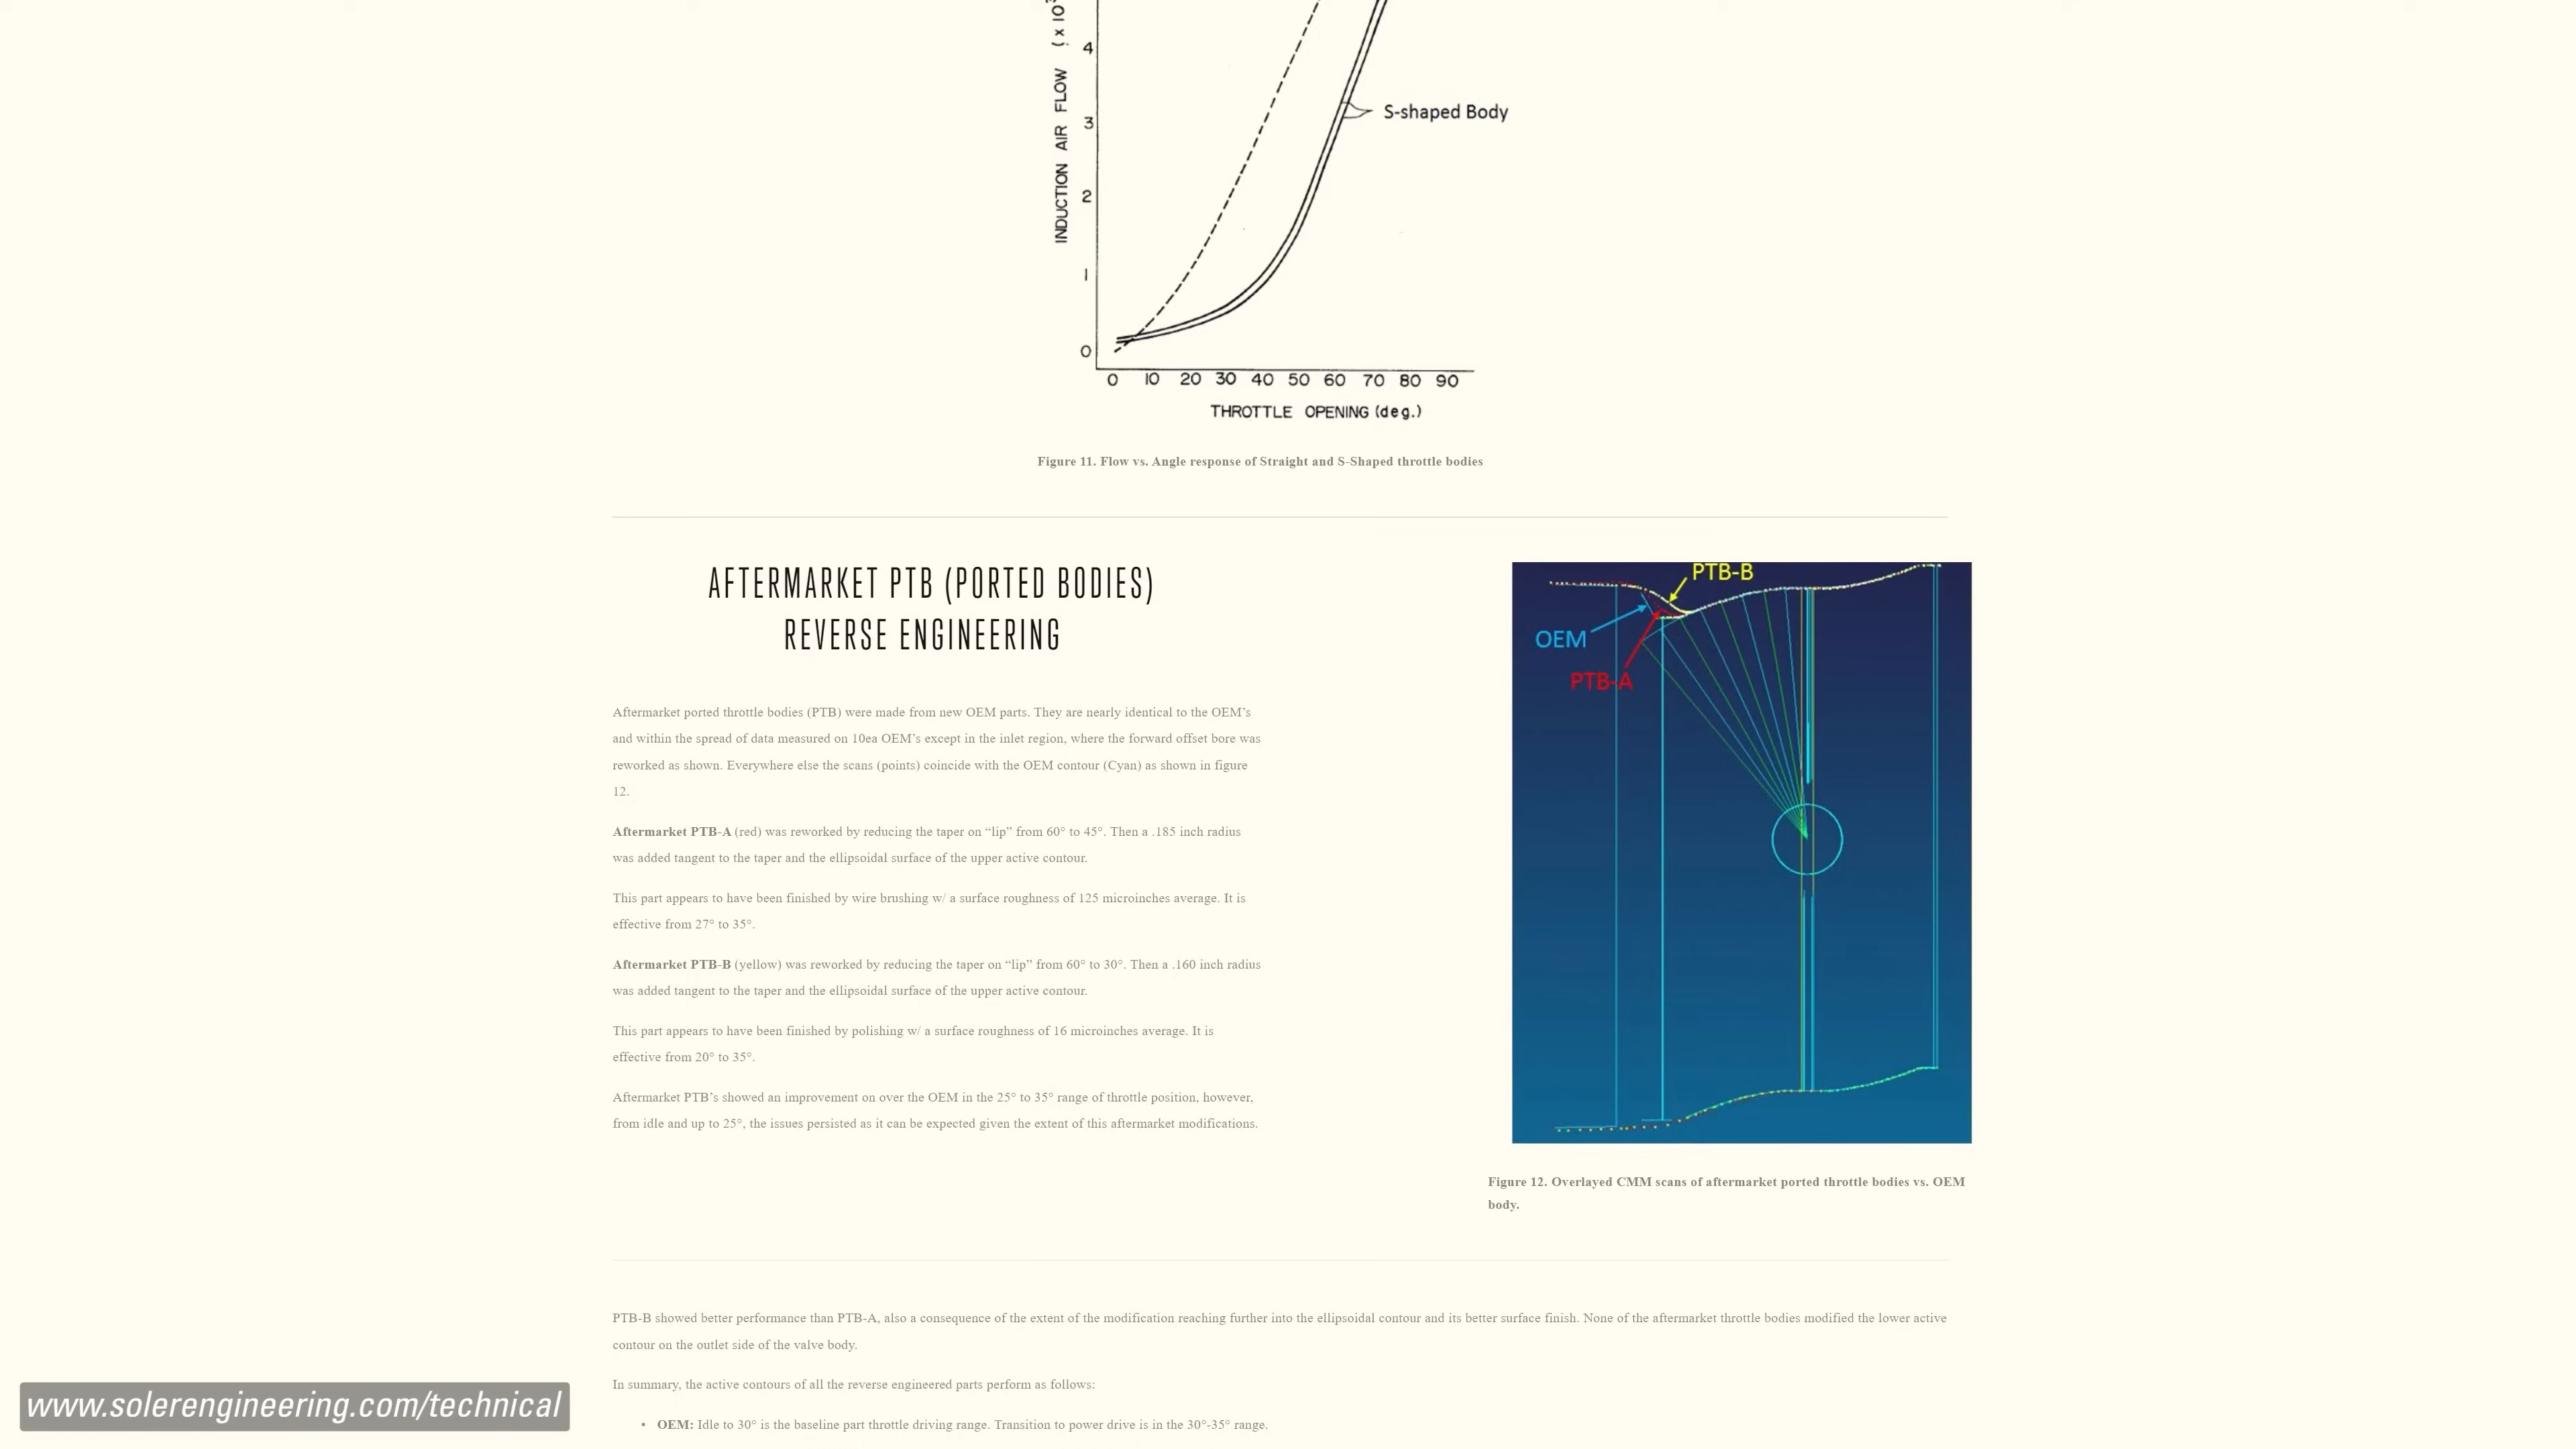 INDUCTION AIR FLOW (x 10
4
3
2
1
0
S-shaped Body
0 10 20 30 40 50 60 70 80 90
THROTTLE OPENING (deg.)
Figure 11. Flow vs. Angle response of Straight and S-Shaped throttle bodies
AFTERMARKET PTB (PORTED BODIES)
REVERSE ENGINEERING
Aftermarket ported throttle bodies (PTB) were made from new OEM parts. They are nearly identical to the OEM's
and within the spread of data measured on 10ea OEM's except in the inlet region, where the forward offset bore was
reworked as shown. Everywhere else the scans (points) coincide with the OEM contour (Cyan) as shown in figure
12.
Aftermarket PTB-A (red) was reworked by reducing the taper on “lip” from 60° to 45°. Then a .185 inch radius
was added tangent to the taper and the ellipsoidal surface of the upper active contour.
This part appears to have been finished by wire brushing w/ a surface roughness of 125 microinches average. It is
effective from 27° to 35°.
Aftermarket PTB-B (yellow) was reworked by reducing the taper on “lip” from 60° to 30°. Then a .160 inch radius
was added tangent to the taper and the ellipsoidal surface of the upper active contour.
This part appears to have been finished by polishing w/ a surface roughness of 16 microinches average. It is
effective from 20° to 35°.
Aftermarket PTB's showed an improvement on over the OEM in the 25° to 35° range of throttle position, however,
from idle and up to 25°, the issues persisted as it can be expected given the extent of this aftermarket modifications.
PTB-B
OEM
PTB-A
Figure 12. Overlayed CMM scans of aftermarket ported throttle bodies vs. OEM
body.
PTB-B showed better performance than PTB-A, also a consequence of the extent of the modification reaching further into the ellipsoidal contour and its better surface finish. None of the aftermarket throttle bodies modified the lower active
contour on the outlet side of the valve body.
In summary, the active contours of all the reverse engineered parts perform as follows:
• OEM: Idle to 30° is the baseline part throttle driving range. Transition to power drive is in the 30°-35° range.
www.solerengineering.com/technical